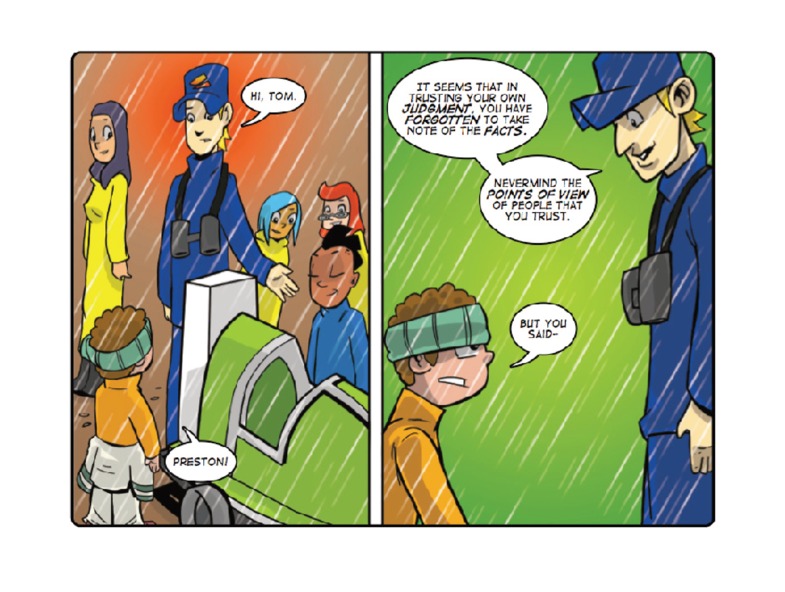 HI, TOM.
PRESTON!
IT SEEMS THAT IN
TRUSTING YOUR OWN
JUDGMENT, YOU HAVE
FORGOTTEN TO TAKE
NOTE OF THE FACTS.
NEVERMIND THE
POINTS OF VIEW
OF PEOPLE THAT
YOU TRUST.
BUT YOU
SAID-